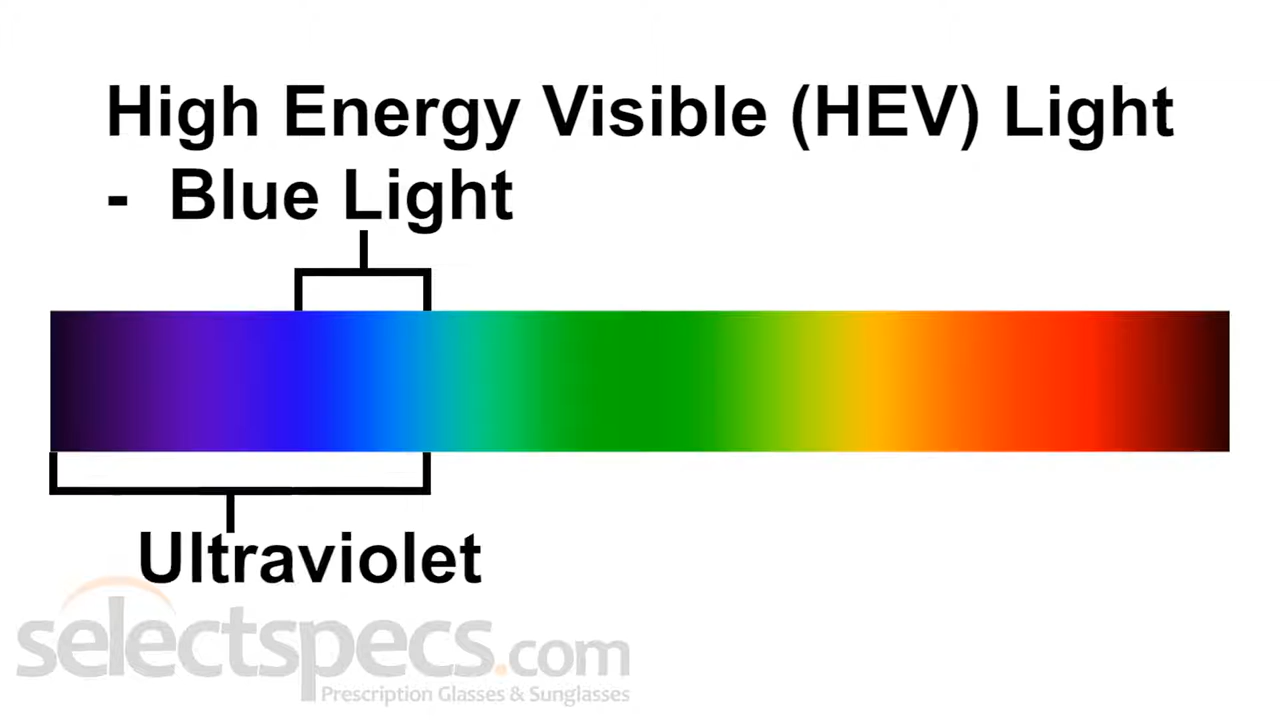 High Energy Visible (HEV) Light
- Blue Light
Ultraviolet
selectspecs.com
Prescription Glasses & Sunglasses